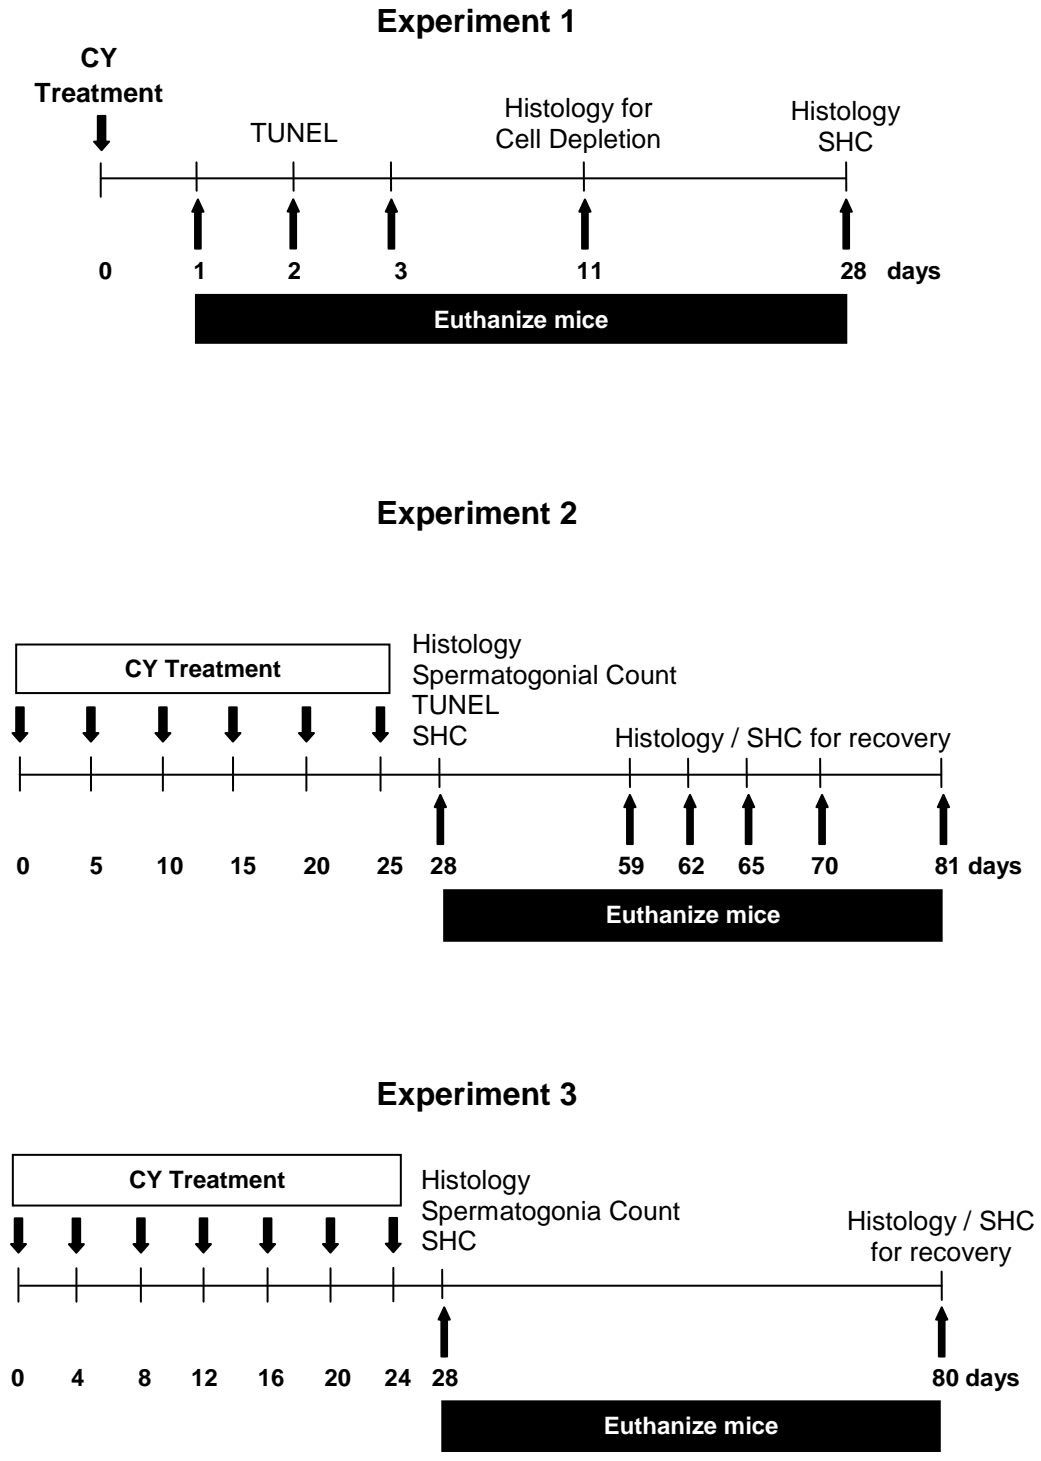 Experiment 1
CY
Treatment
TUNEL
Histology for
Cell Depletion
Histology
SHC
0 1 2 3 11 28 days
Euthanize mice
Experiment 2
CY Treatment
Histology
Spermatogonial Count
TUNEL
SHC
Histology / SHC for recovery
0 5 10 15 20 25 28 59 62 65 70 81 days
Euthanize mice
Experiment 3
CY Treatment
Histology
Spermatogonia Count
SHC
Histology / SHC
for recovery
0 4 8 12 16 20 24 28 80 days
Euthanize mice